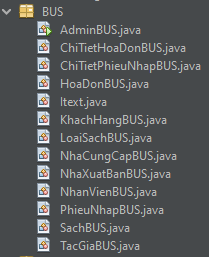 BUS
AdminBUS.java
ChiTietHoaDonBUS.java
ChiTietPhieuNhapBUS.java
HoaDonBUS.java
Itext.java
KhachHangBUS.java
LoaiSachBUS.java
NhaCungCapBUS.java
NhaXuatBanBUS.java
NhanVienBUS.java
PhieuNhapBUS.java
SachBUS.java
TacGiaBUS.java